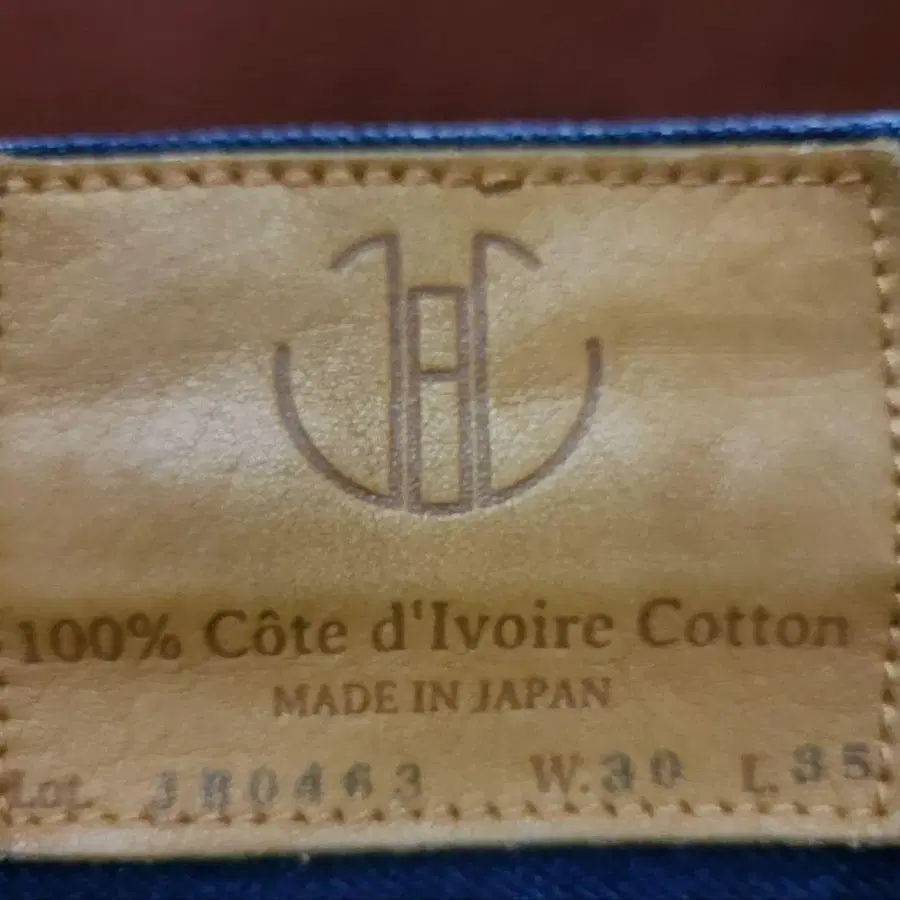 100% Côte d'Ivoire Cotton
MADE IN JAPAN
Lot. JB0463 W.30 L.35